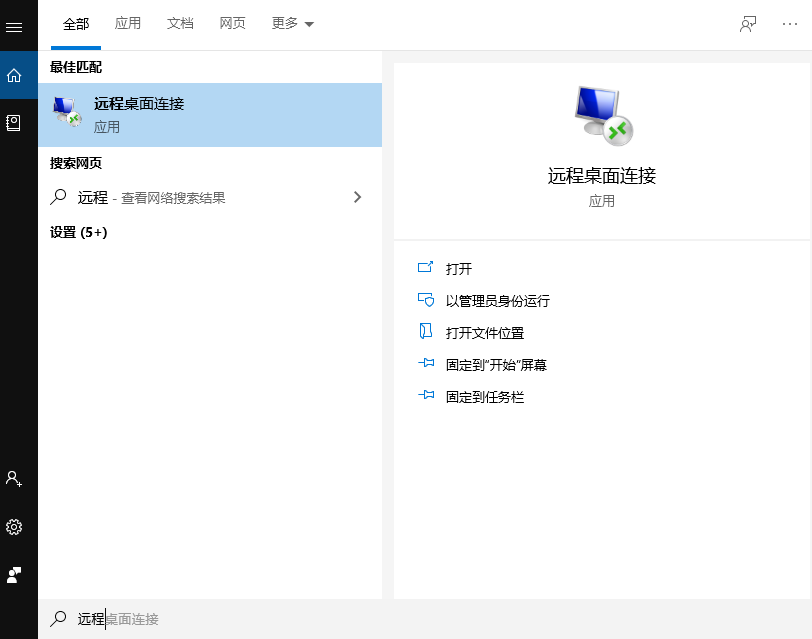 全部 应用 文档 网页 更多
最佳匹配
远程桌面连接
应用
搜索网页
远程 - 查看网络搜索结果
设置 (5+)
远程桌面连接
应用
打开
以管理员身份运行
打开文件位置
固定到"开始"屏幕
固定到任务栏
远程桌面连接